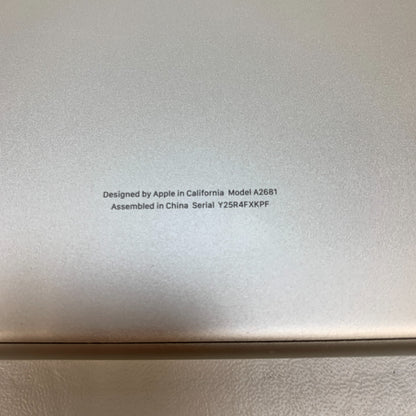 Designed by Apple in California Model A2681
Assembled in China Serial Y25R4FXKPF